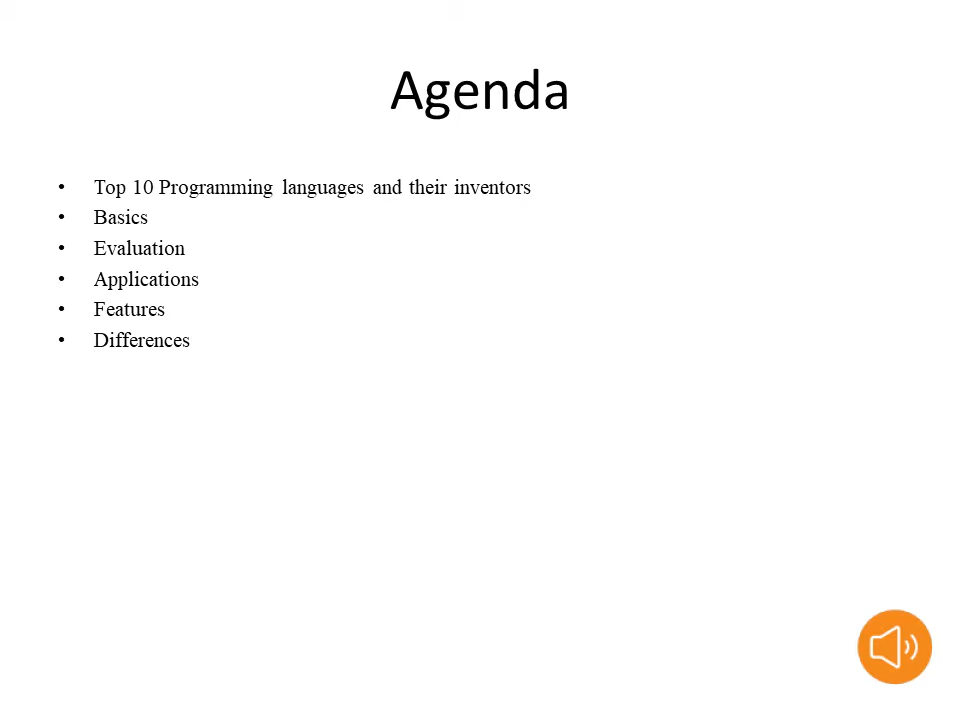 Agenda
• Top 10 Programming languages and their inventors
• Basics
• Evaluation
• Applications
• Features
• Differences